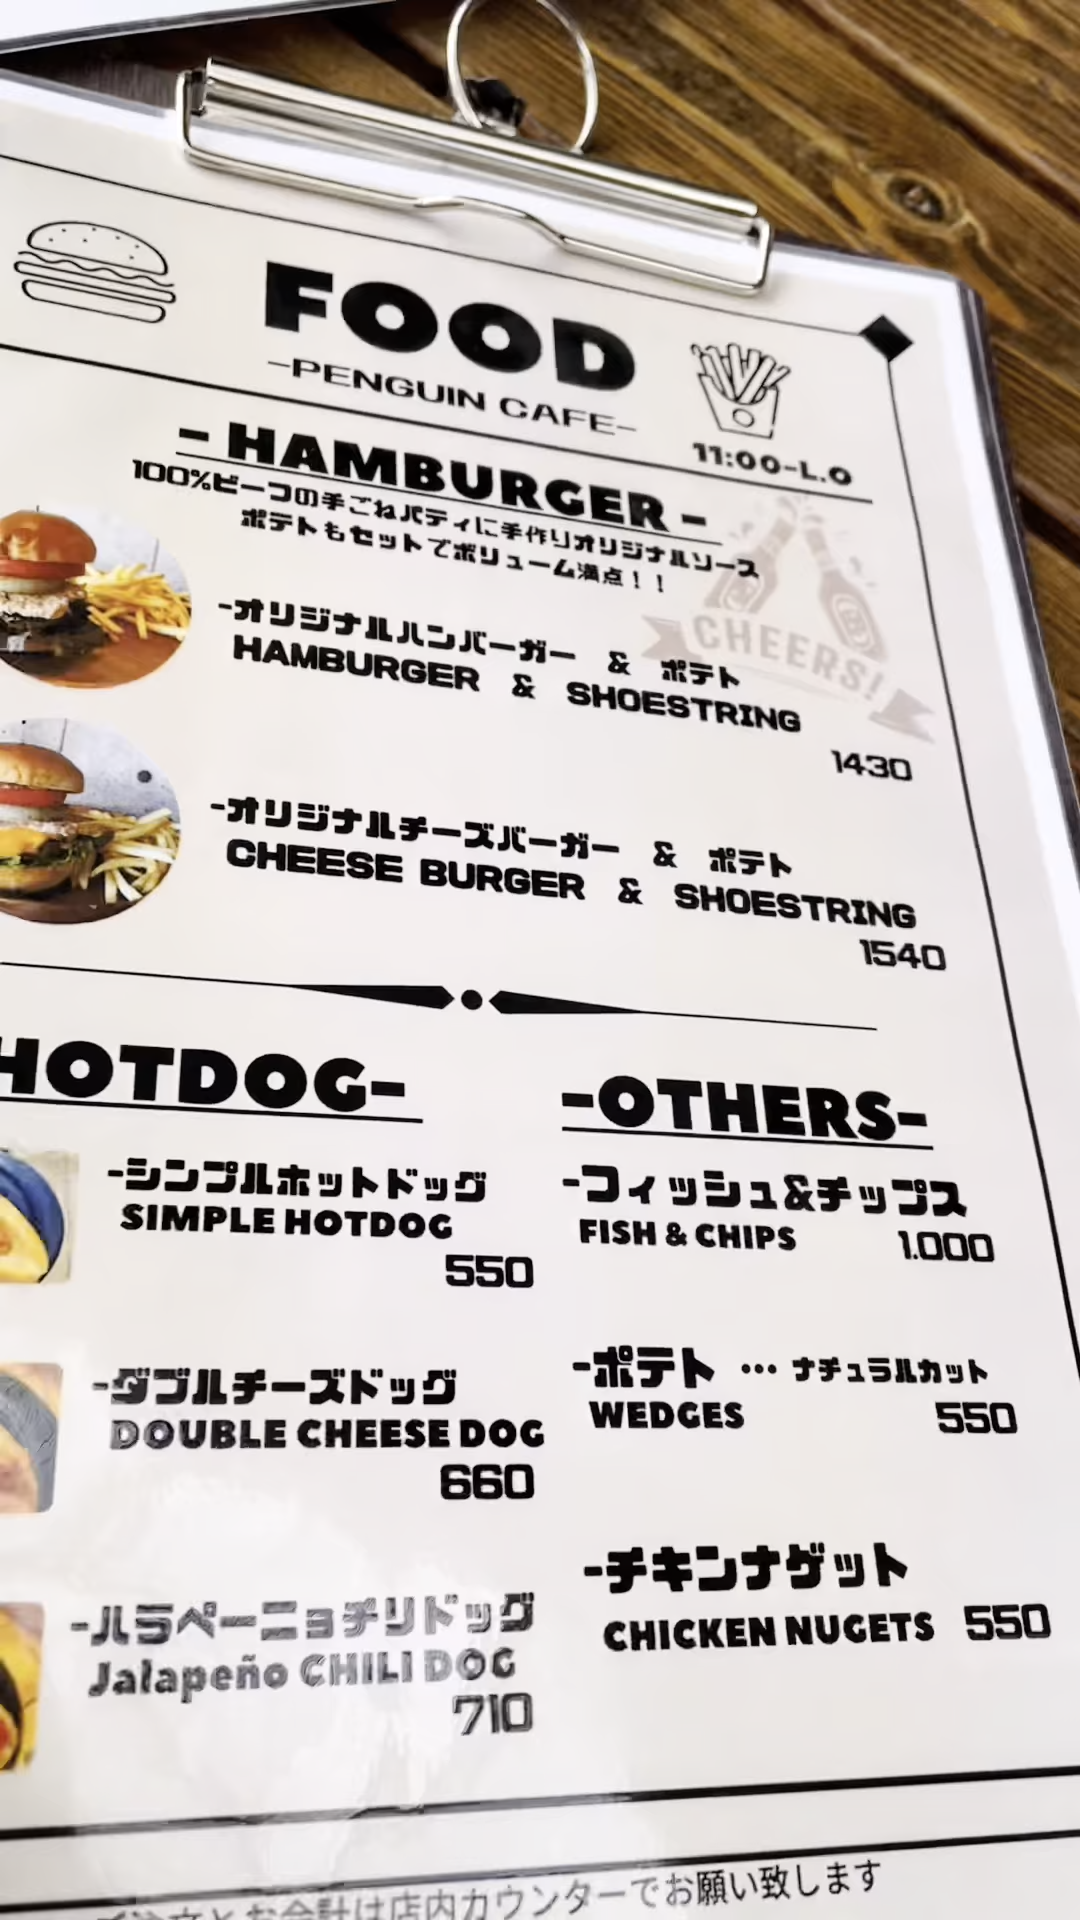 FOOD
-PENGUIN CAFE-
11:00-L.O
- HAMBURGER -
100%ビーフの手ごねパティに手作りオリジナルソース
ポテトもセットでボリューム満点！！
CHEERS!
-オリジナルハンバーガー & ポテト
HAMBURGER & SHOESTRING
1430
-オリジナルチーズバーガー & ポテト
CHEESE BURGER & SHOESTRING
1540
HOTDOG-
-シンプルホットドッグ
SIMPLE HOTDOG
550
-ダブルチーズドッグ
DOUBLE CHEESE DOG
660
-ハラペーニョチリドッグ
Jalapeño CHILI DOG
710
-OTHERS-
-フィッシュ&チップス
FISH & CHIPS 1.000
-ポテト ••• ナチュラルカット
WEDGES 550
-チキンナゲット
CHICKEN NUGETS 550
ご注文とお会計は店内カウンターでお願い致します